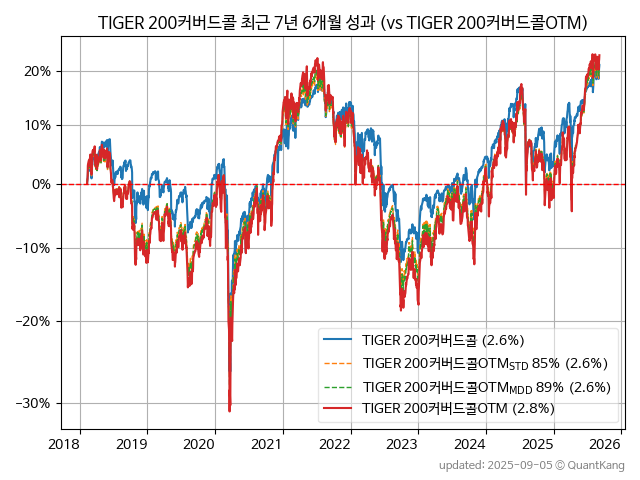 TIGER 200커버드콜 최근 7년 6개월 성과 (vs TIGER 200커버드콜OTM)
20%
10%
0%
−10%
−20%
−30%
TIGER 200커버드콜 (2.6%)
TIGER 200커버드콜OTM_STD 85% (2.6%)
TIGER 200커버드콜OTM_MDD 89% (2.6%)
TIGER 200커버드콜OTM (2.8%)
2018 2019 2020 2021 2022 2023 2024 2025 2026
updated: 2025-09-05 © QuantKang